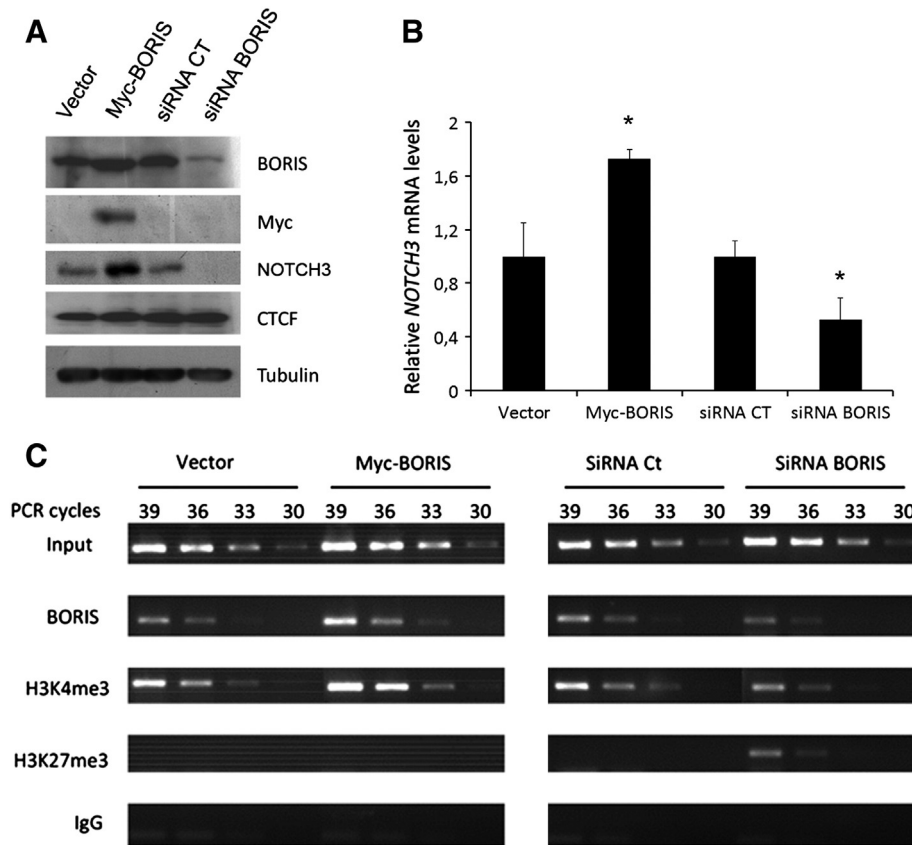 A
Vector
Myc-BORIS
siRNA CT
siRNA BORIS
BORIS
Myc
NOTCH3
CTCF
Tubulin
B
Relative NOTCH3 mRNA levels
2
1,6
1,2
0,8
0,4
0
*
*
Vector
Myc-BORIS
siRNA CT
siRNA BORIS
C
Vector
Myc-BORIS
SiRNA Ct
SiRNA BORIS
PCR cycles
39 36 33 30 39 36 33 30 39 36 33 30 39 36 33 30
Input
BORIS
H3K4me3
H3K27me3
IgG